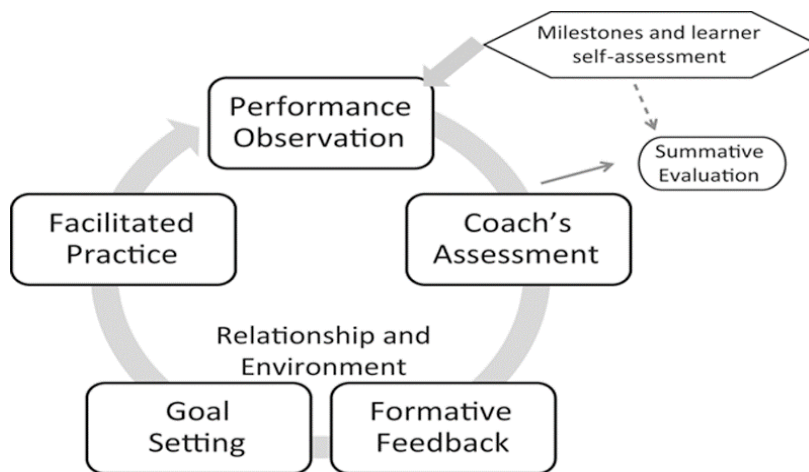 Milestones and learner
self-assessment
Performance
Observation
Summative
Evaluation
Facilitated
Practice
Coach's
Assessment
Relationship and
Environment
Goal
Setting
Formative
Feedback